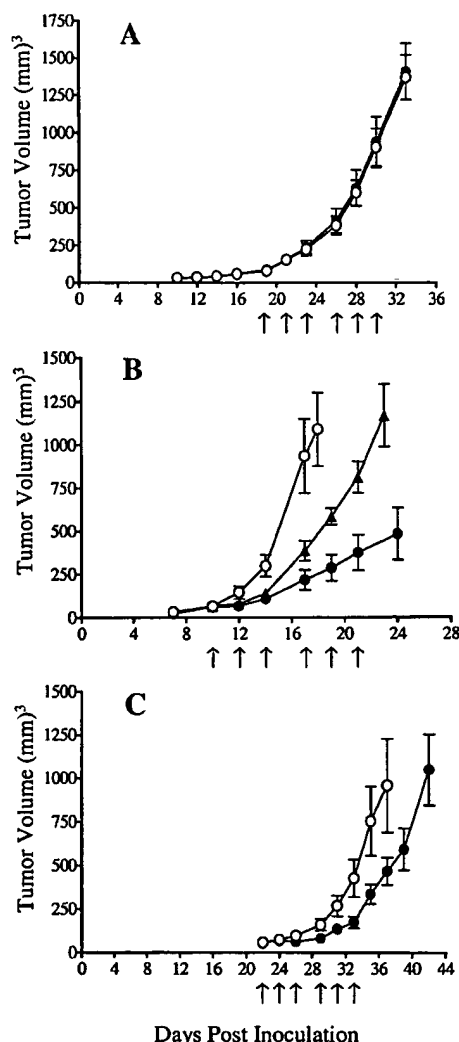 A
Tumor Volume (mm)³
1750
1500
1250
1000
750
500
250
0
0 4 8 12 16 20 24 28 32 36
↑ ↑ ↑ ↑ ↑ ↑
B
Tumor Volume (mm)³
1500
1250
1000
750
500
250
0
0 4 8 12 16 20 24 28
↑ ↑ ↑ ↑ ↑ ↑
C
Tumor Volume (mm)³
1500
1250
1000
750
500
250
0
0 4 8 12 16 20 24 28 32 36 40 44
↑ ↑ ↑ ↑ ↑ ↑
Days Post Inoculation